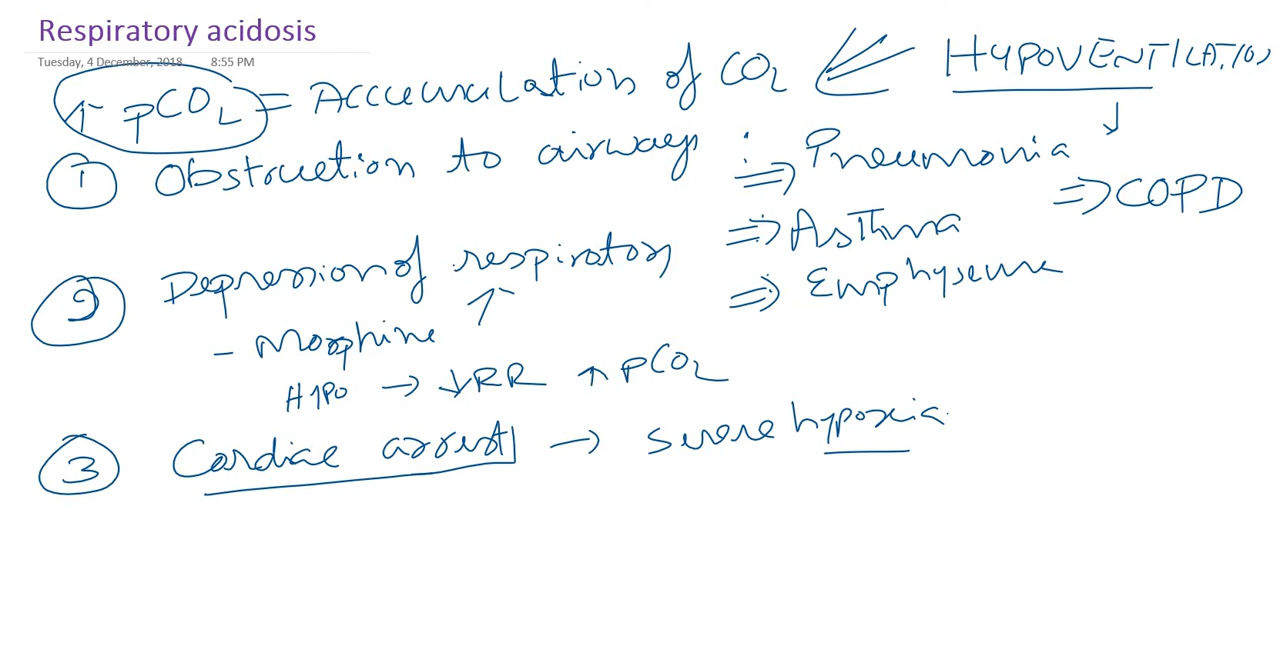 Respiratory acidosis
Tuesday, 4 December, 2018 8:55 PM
↑ pCO2 = Accumulation of CO2 ⇐ HYPOVENTILATION
① Obstruction to airways : ⇒ Pneumonia ↓
⇒ COPD
⇒ Asthma
② Depression of respiratory ⇒ Emphysema
- Morphine ↑
HYPO → ↓RR ↑ PCO2
③ Cardiac arrest → severe hypoxia